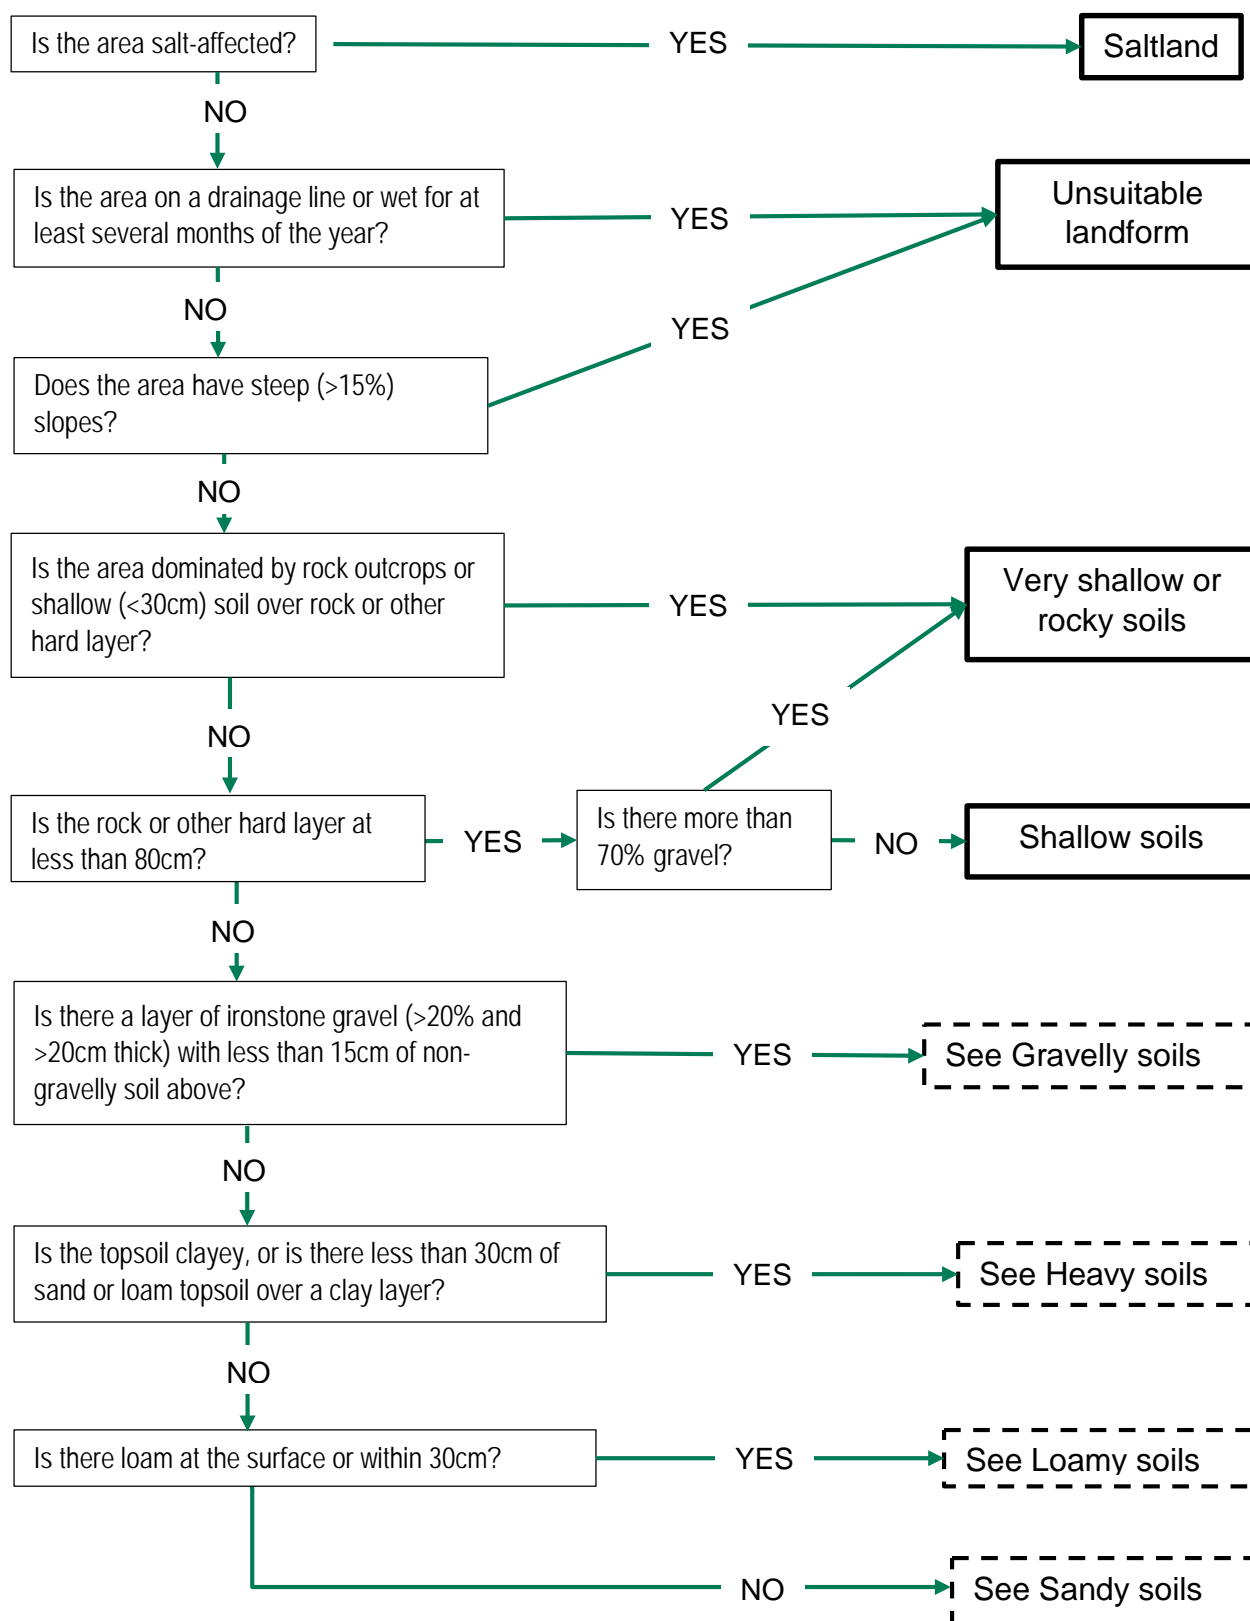 Is the area salt-affected?
YES
Saltland
NO
Is the area on a drainage line or wet for at
least several months of the year?
YES
Unsuitable
landform
NO
YES
Does the area have steep (>15%)
slopes?
NO
Is the area dominated by rock outcrops or
shallow (<30cm) soil over rock or other
hard layer?
YES
Very shallow or
rocky soils
YES
NO
Is the rock or other hard layer at
less than 80cm?
YES
Is there more than
70% gravel?
NO
Shallow soils
NO
Is there a layer of ironstone gravel (>20% and
>20cm thick) with less than 15cm of non-
gravelly soil above?
YES
See Gravelly soils
NO
Is the topsoil clayey, or is there less than 30cm of
sand or loam topsoil over a clay layer?
YES
See Heavy soils
NO
Is there loam at the surface or within 30cm?
YES
See Loamy soils
NO
See Sandy soils